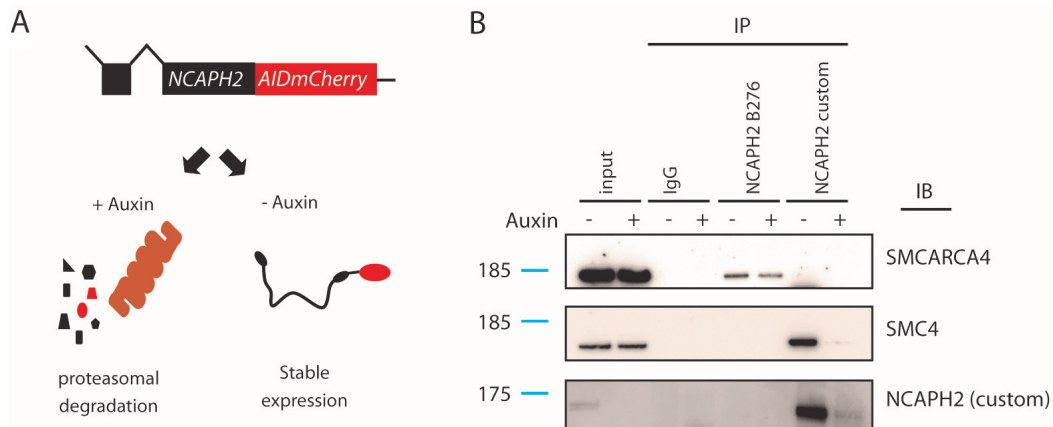 A
NCAPH2 AIDmCherry
+ Auxin
- Auxin
proteasomal
degradation
Stable
expression
B
IP
input
IgG
NCAPH2 B276
NCAPH2 custom
IB
Auxin - + - + - + - +
185
SMCARCA4
185
SMC4
175
NCAPH2 (custom)